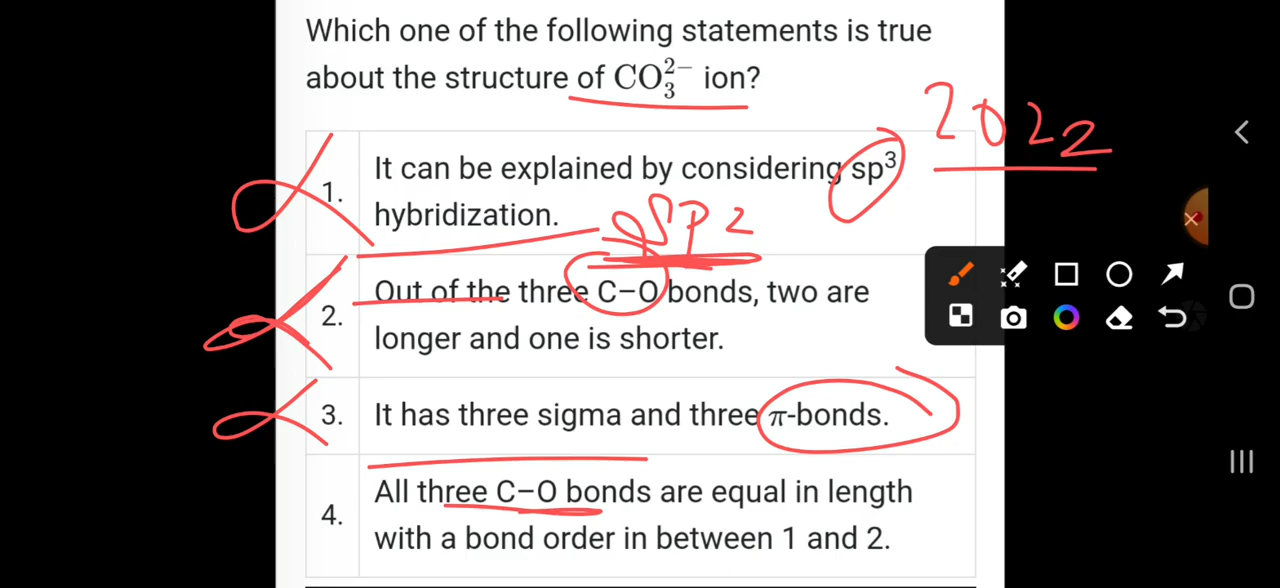 Which one of the following statements is true
about the structure of CO₃²⁻ ion?
2022
1. It can be explained by considering sp³
hybridization.
sp2
2. Out of the three C–O bonds, two are
longer and one is shorter.
3. It has three sigma and three π-bonds.
4. All three C–O bonds are equal in length
with a bond order in between 1 and 2.